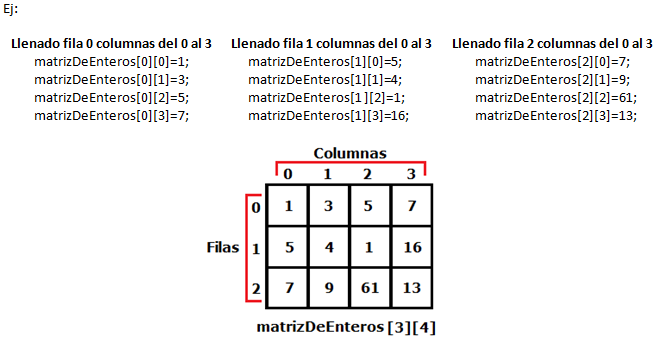 Ej:
Llenado fila 0 columnas del 0 al 3
matrizDeEnteros[0][0]=1;
matrizDeEnteros[0][1]=3;
matrizDeEnteros[0][2]=5;
matrizDeEnteros[0][3]=7;
Llenado fila 1 columnas del 0 al 3
matrizDeEnteros[1][0]=5;
matrizDeEnteros[1][1]=4;
matrizDeEnteros[1 ][2]=1;
matrizDeEnteros[1][3]=16;
Llenado fila 2 columnas del 0 al 3
matrizDeEnteros[2][0]=7;
matrizDeEnteros[2][1]=9;
matrizDeEnteros[2][2]=61;
matrizDeEnteros[2][3]=13;
Columnas
0 1 2 3
0 1 3 5 7
Filas 1 5 4 1 16
2 7 9 61 13
matrizDeEnteros [3][4]